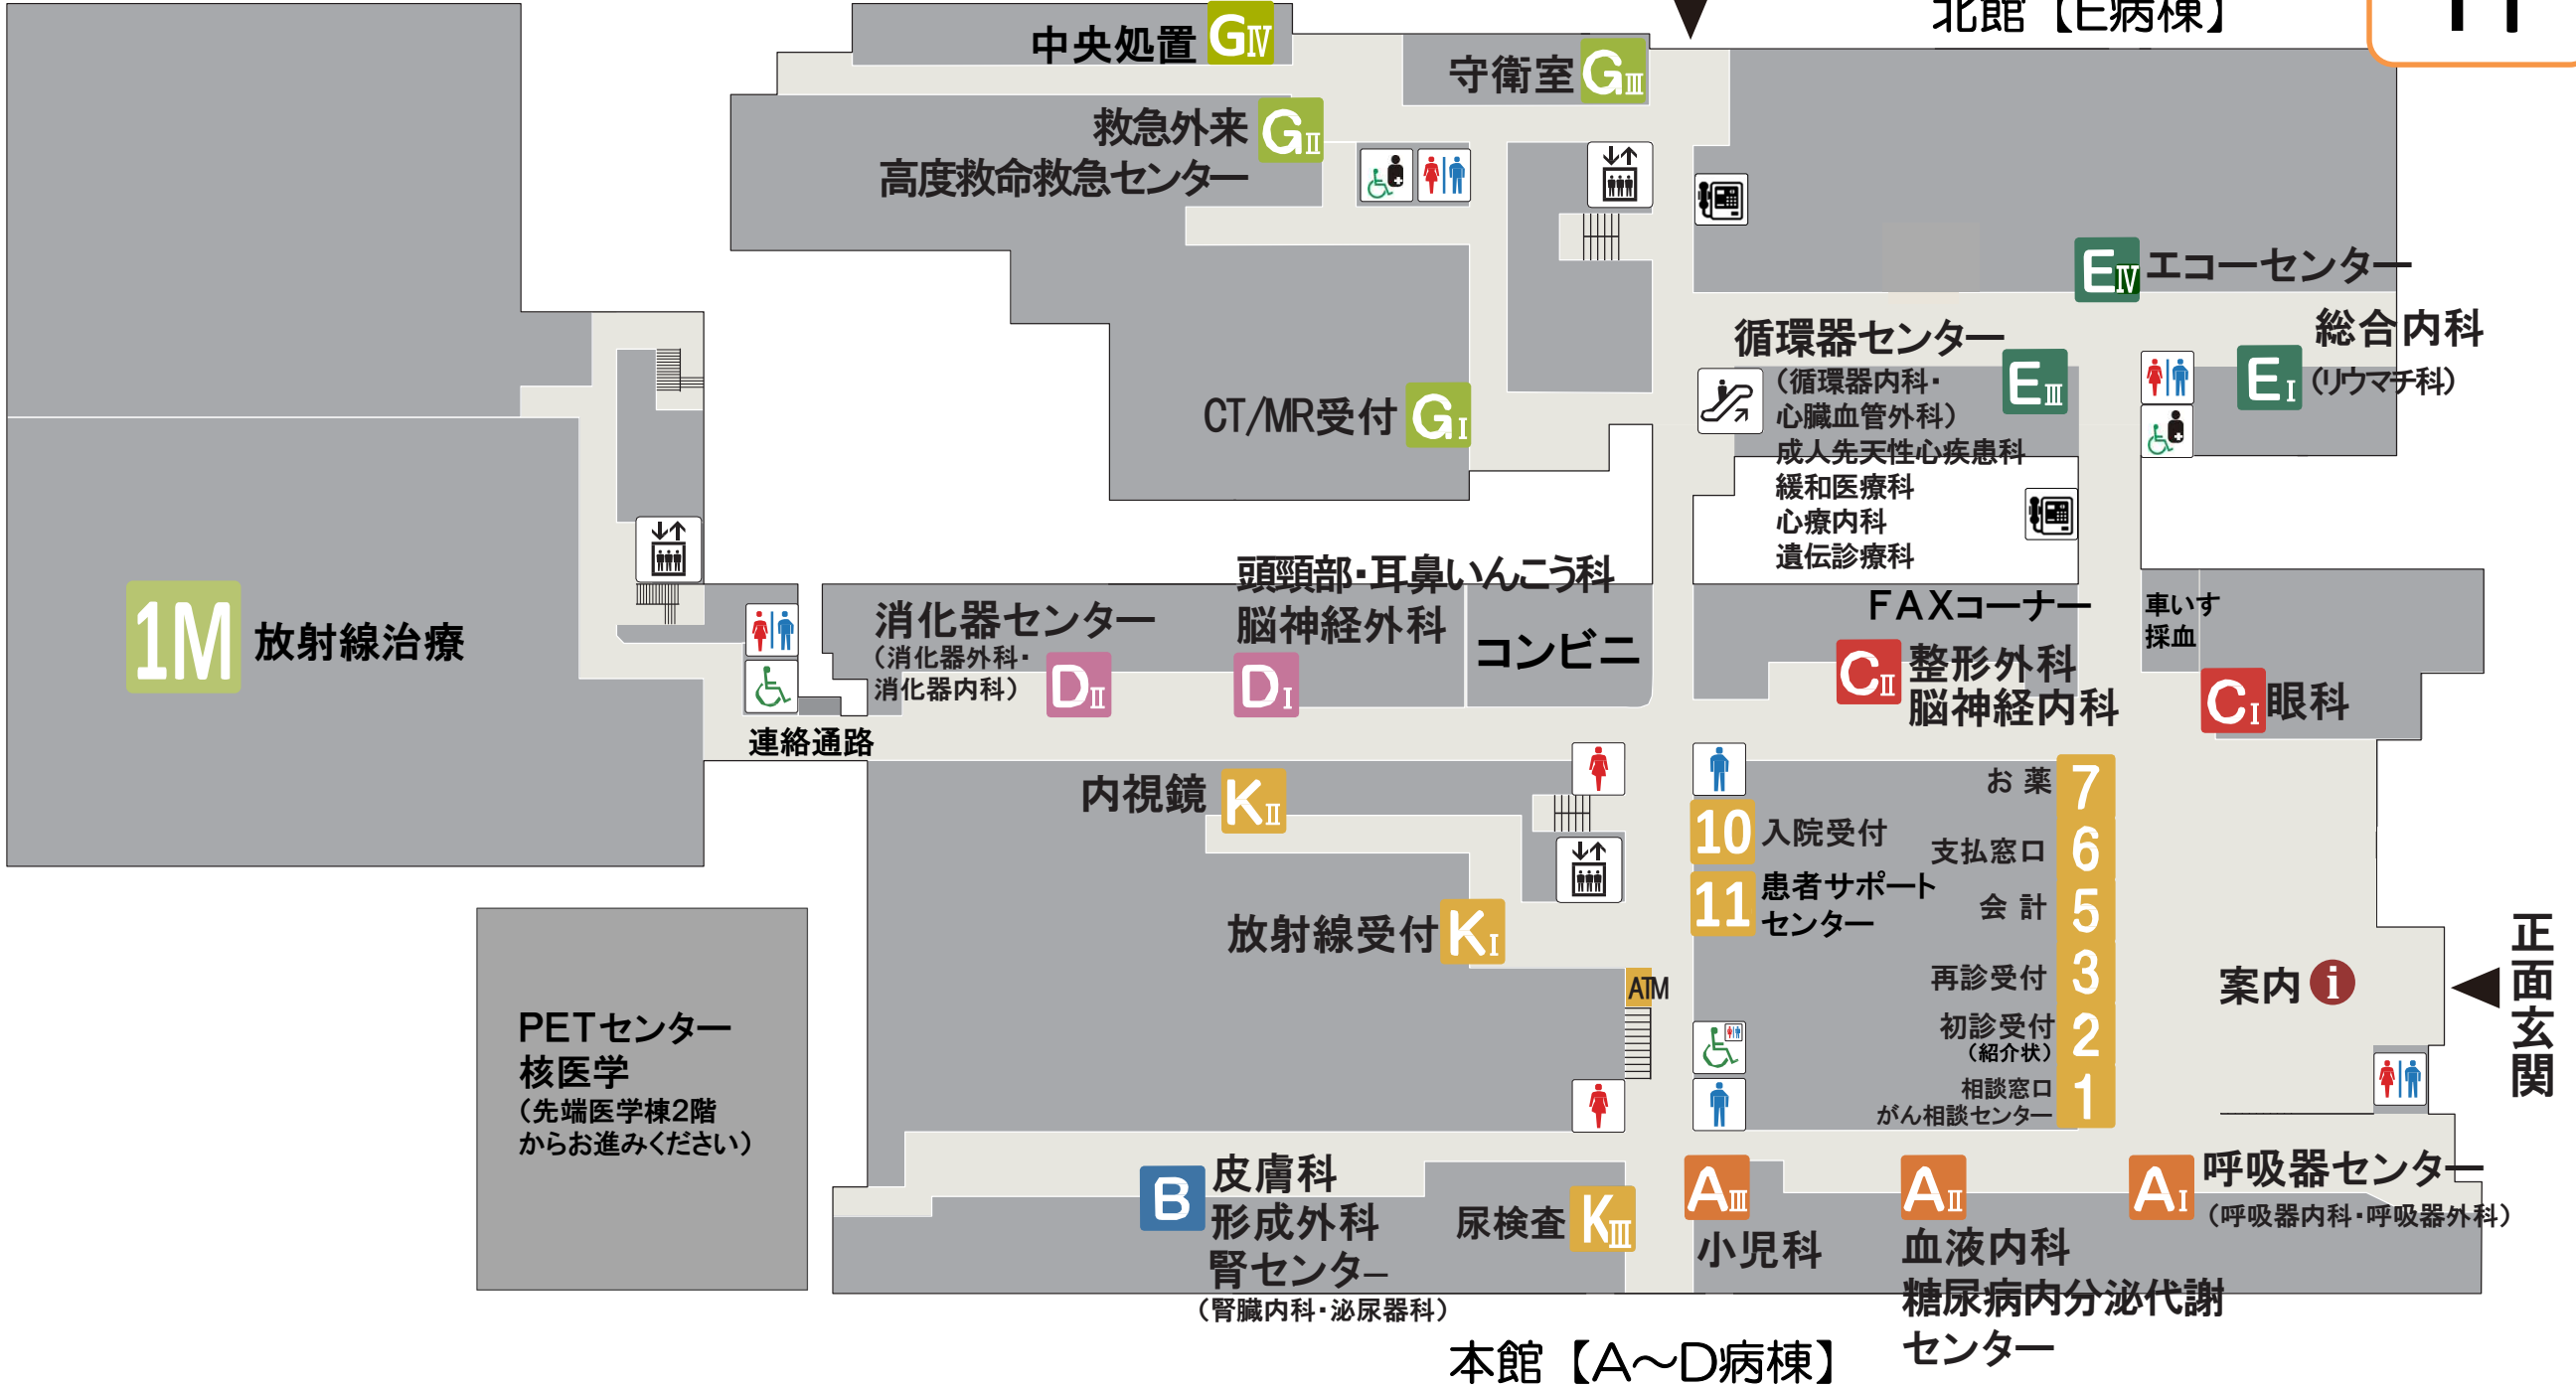 北館【E病棟】
中央処置 GⅣ
守衛室 GⅢ
救急外来 GⅡ
高度救命救急センター
EⅣ エコーセンター
循環器センター
(循環器内科・
心臓血管外科)
EⅢ
成人先天性心疾患科
緩和医療科
心療内科
遺伝診療科
総合内科
EⅠ (リウマチ科)
CT/MR受付 GⅠ
1M 放射線治療
消化器センター
(消化器外科・
消化器内科)
DⅡ
頭頸部・耳鼻いんこう科
脳神経外科
DⅠ
コンビニ
FAXコーナー
CⅡ 整形外科
脳神経内科
車いす
採血
CⅠ 眼科
連絡通路
内視鏡 KⅡ
放射線受付 KⅠ
ATM
10 入院受付
11 患者サポート
センター
お薬 7
支払窓口 6
会計 5
再診受付 3
初診受付 2
(紹介状)
相談窓口 1
がん相談センター
案内 i
正面玄関
PETセンター
核医学
(先端医学棟2階
からお進みください)
B 皮膚科
形成外科
腎センター
(腎臓内科・泌尿器科)
尿検査 KⅢ
AⅢ
小児科
AⅡ
血液内科
糖尿病内分泌代謝
センター
AⅠ 呼吸器センター
(呼吸器内科・呼吸器外科)
本館【A～D病棟】